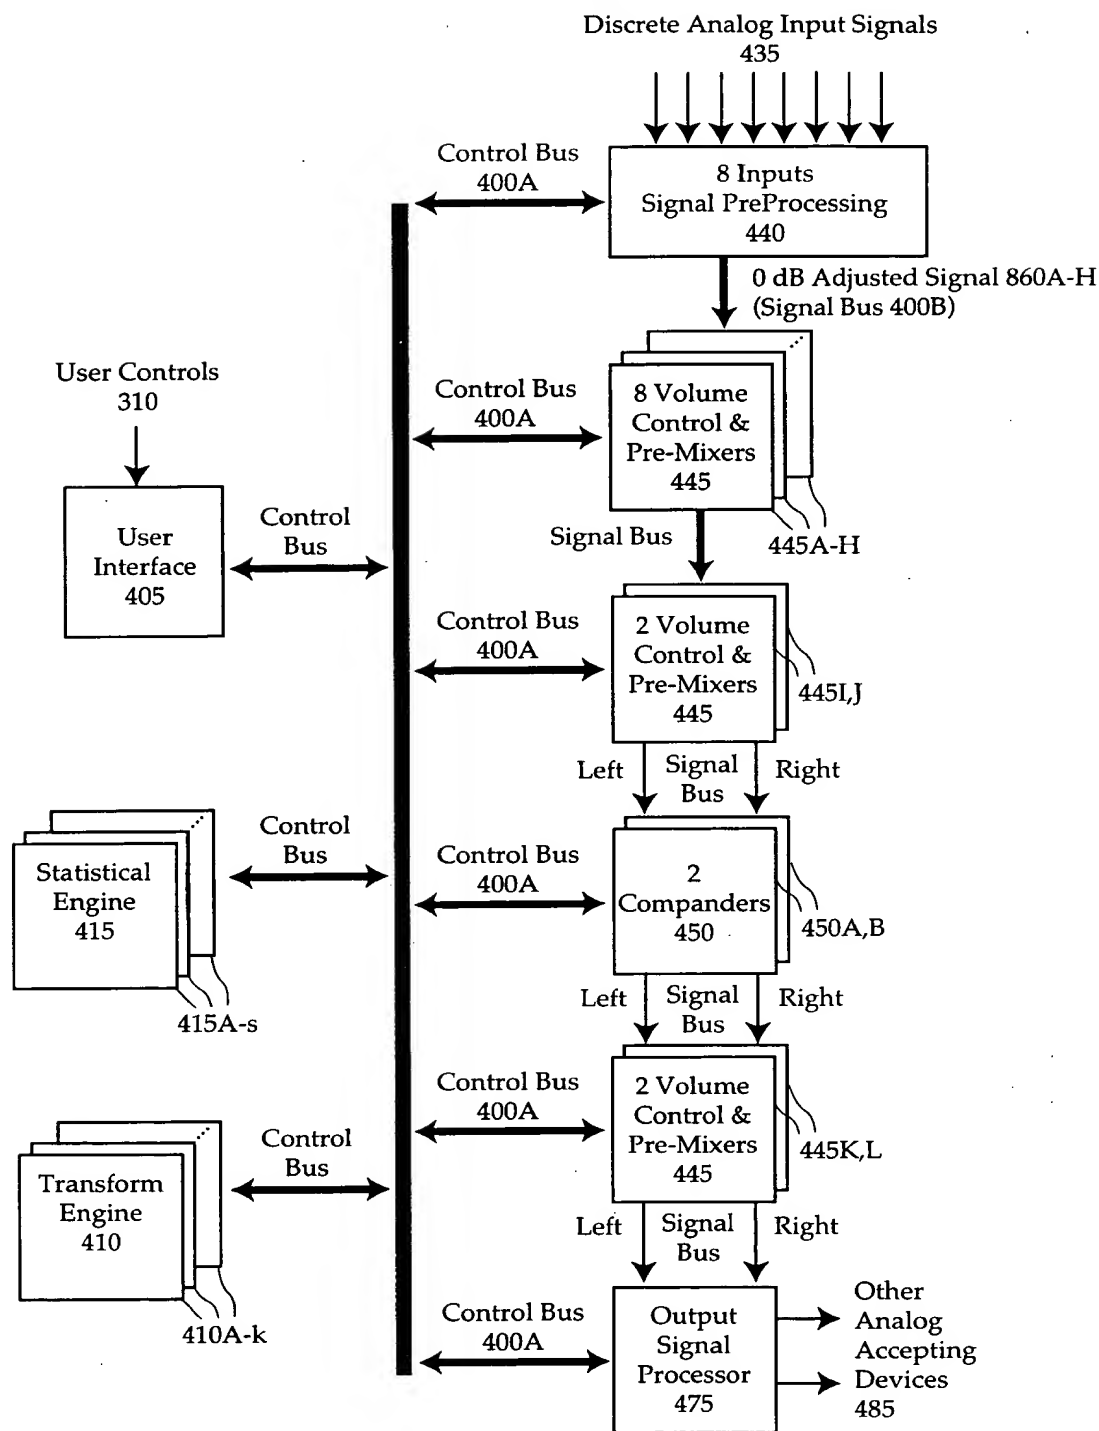 Discrete Analog Input Signals
435
Control Bus
400A
8 Inputs
Signal PreProcessing
440
0 dB Adjusted Signal 860A-H
(Signal Bus 400B)
User Controls
310
Control Bus
400A
8 Volume
Control &
Pre-Mixers
445
445A-H
User
Interface
405
Control
Bus
Signal Bus
Control Bus
400A
2 Volume
Control &
Pre-Mixers
445
445I,J
Left
Signal
Bus
Right
Statistical
Engine
415
415A-s
Control
Bus
Control Bus
400A
2
Companders
450
450A,B
Left
Signal
Bus
Right
Transform
Engine
410
410A-k
Control
Bus
Control Bus
400A
2 Volume
Control &
Pre-Mixers
445
445K,L
Left
Signal
Bus
Right
Control Bus
400A
Output
Signal
Processor
475
Other
Analog
Accepting
Devices
485